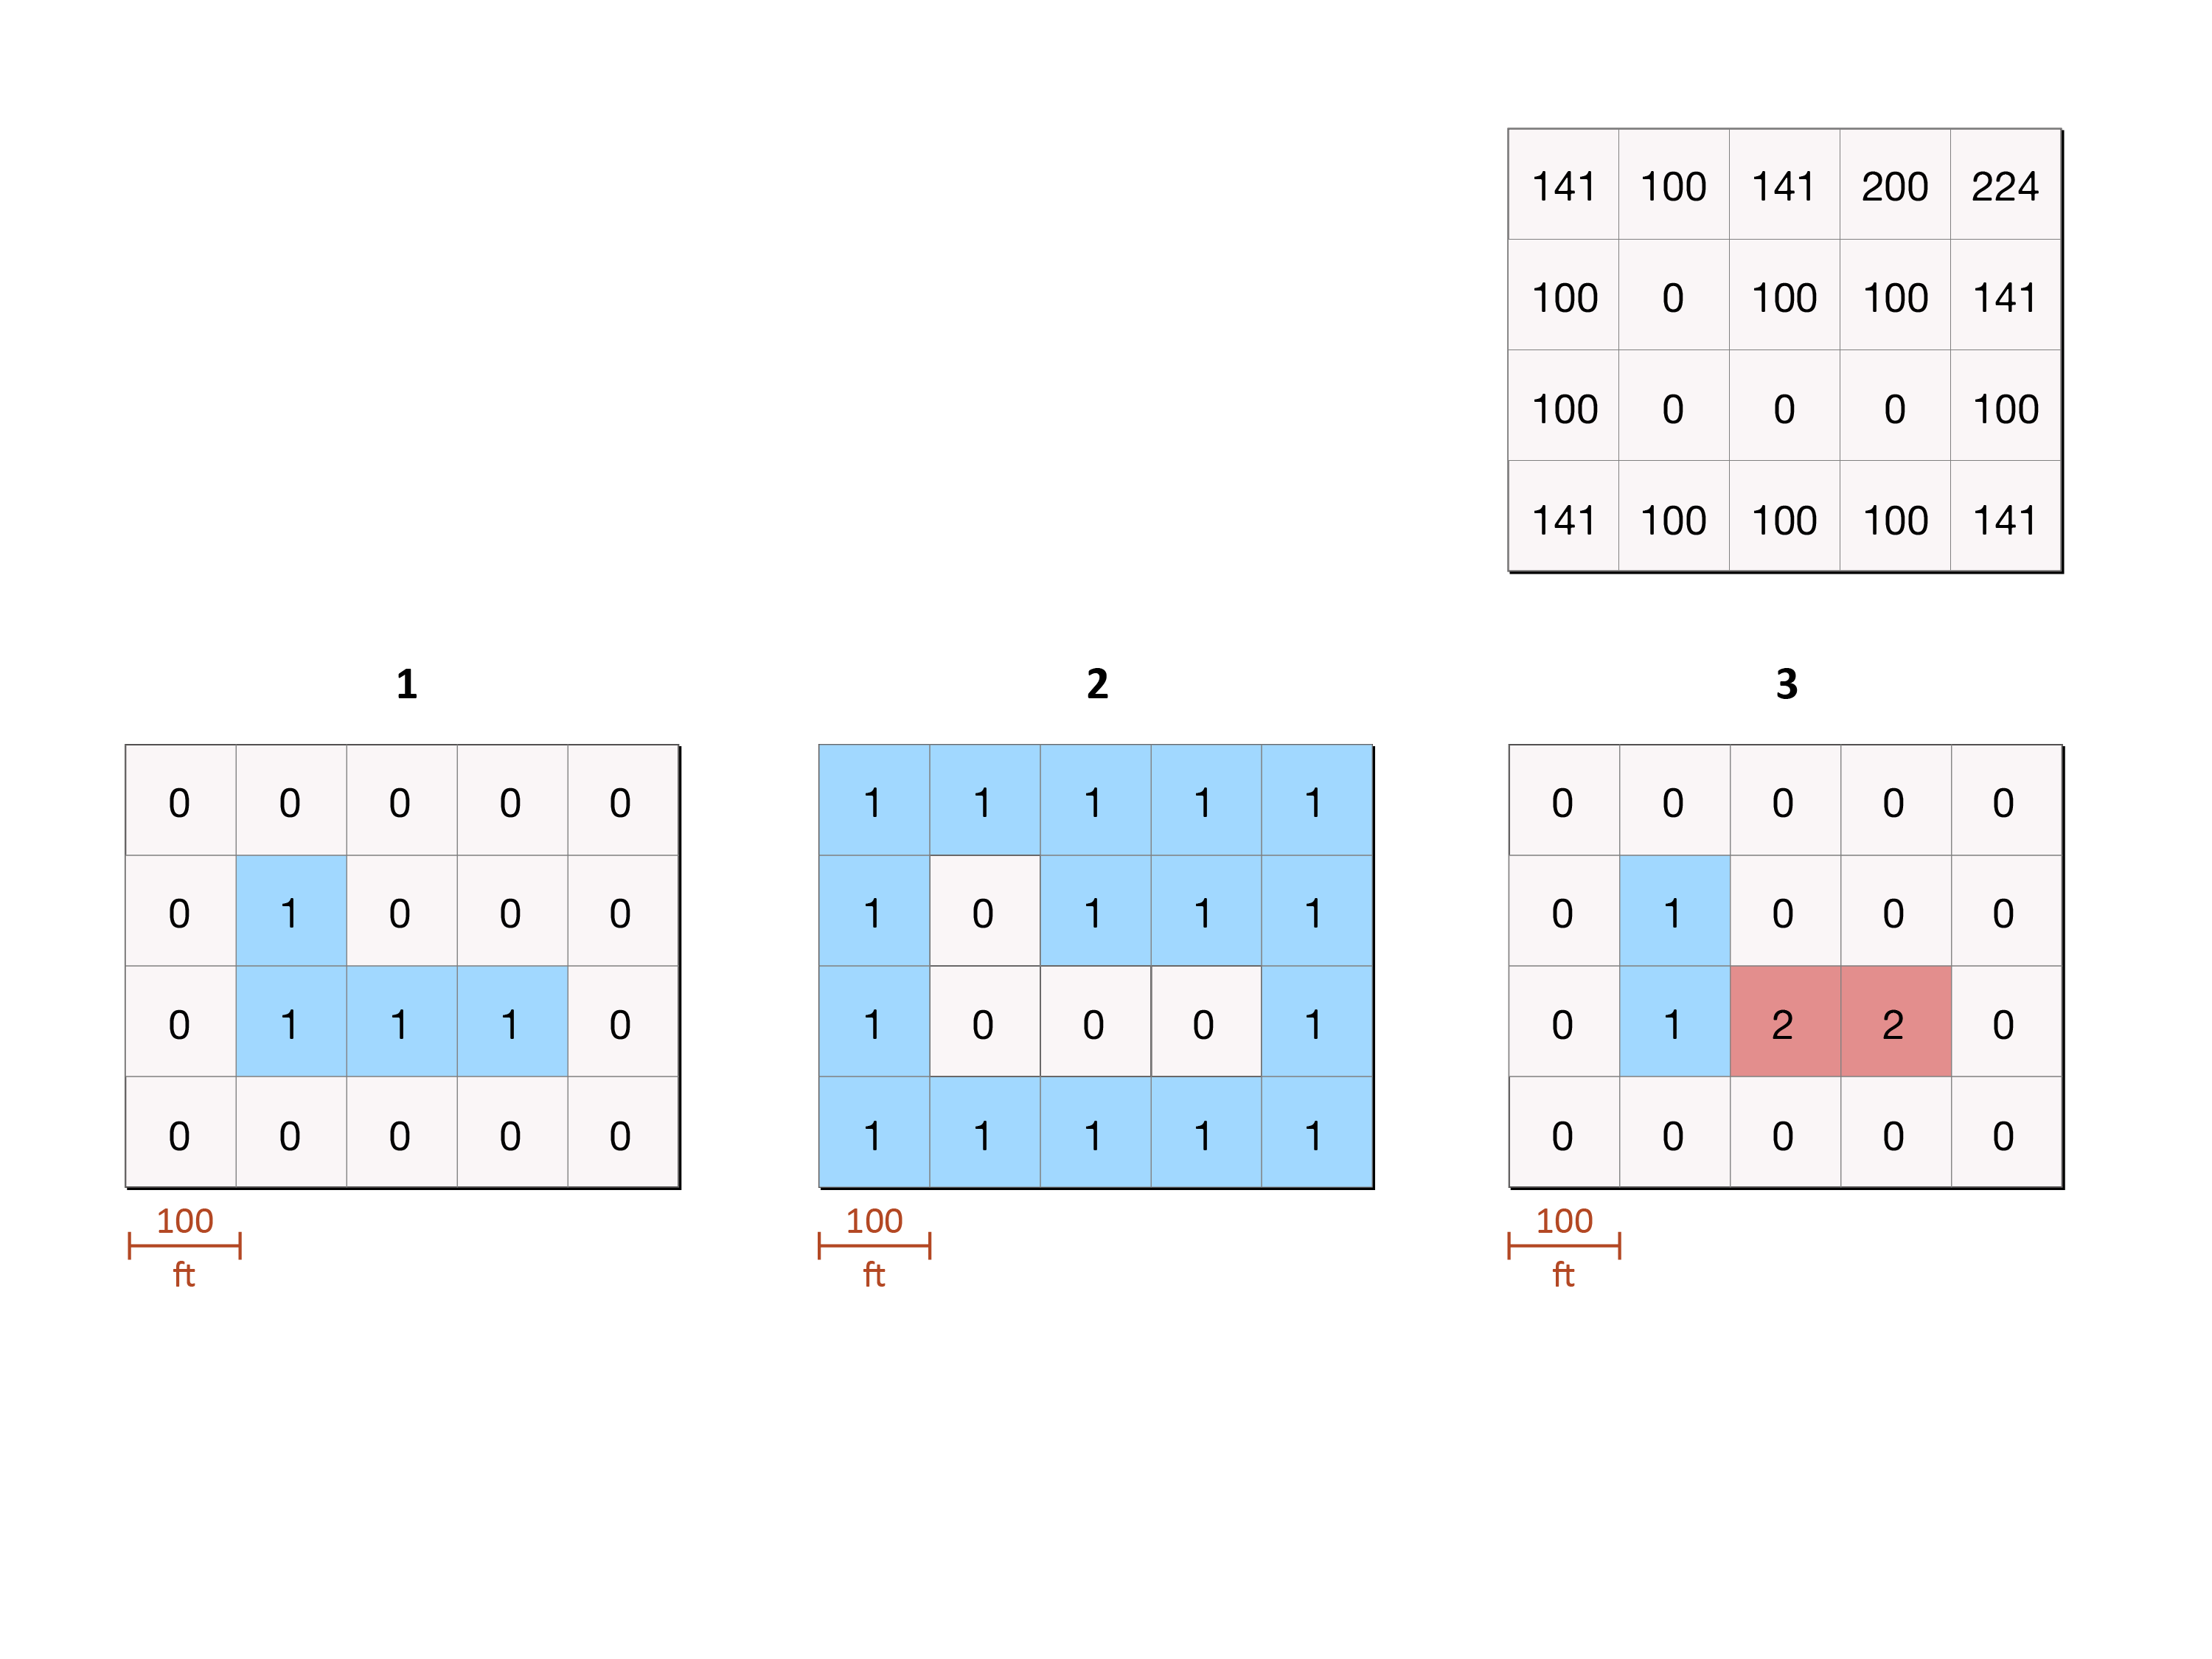 141 100 141 200 224
100 0 100 100 141
100 0 0 0 100
141 100 100 100 141
1
0 0 0 0 0
0 1 0 0 0
0 1 1 1 0
0 0 0 0 0
100
ft
2
1 1 1 1 1
1 0 1 1 1
1 0 0 0 1
1 1 1 1 1
100
ft
3
0 0 0 0 0
0 1 0 0 0
0 1 2 2 0
0 0 0 0 0
100
ft